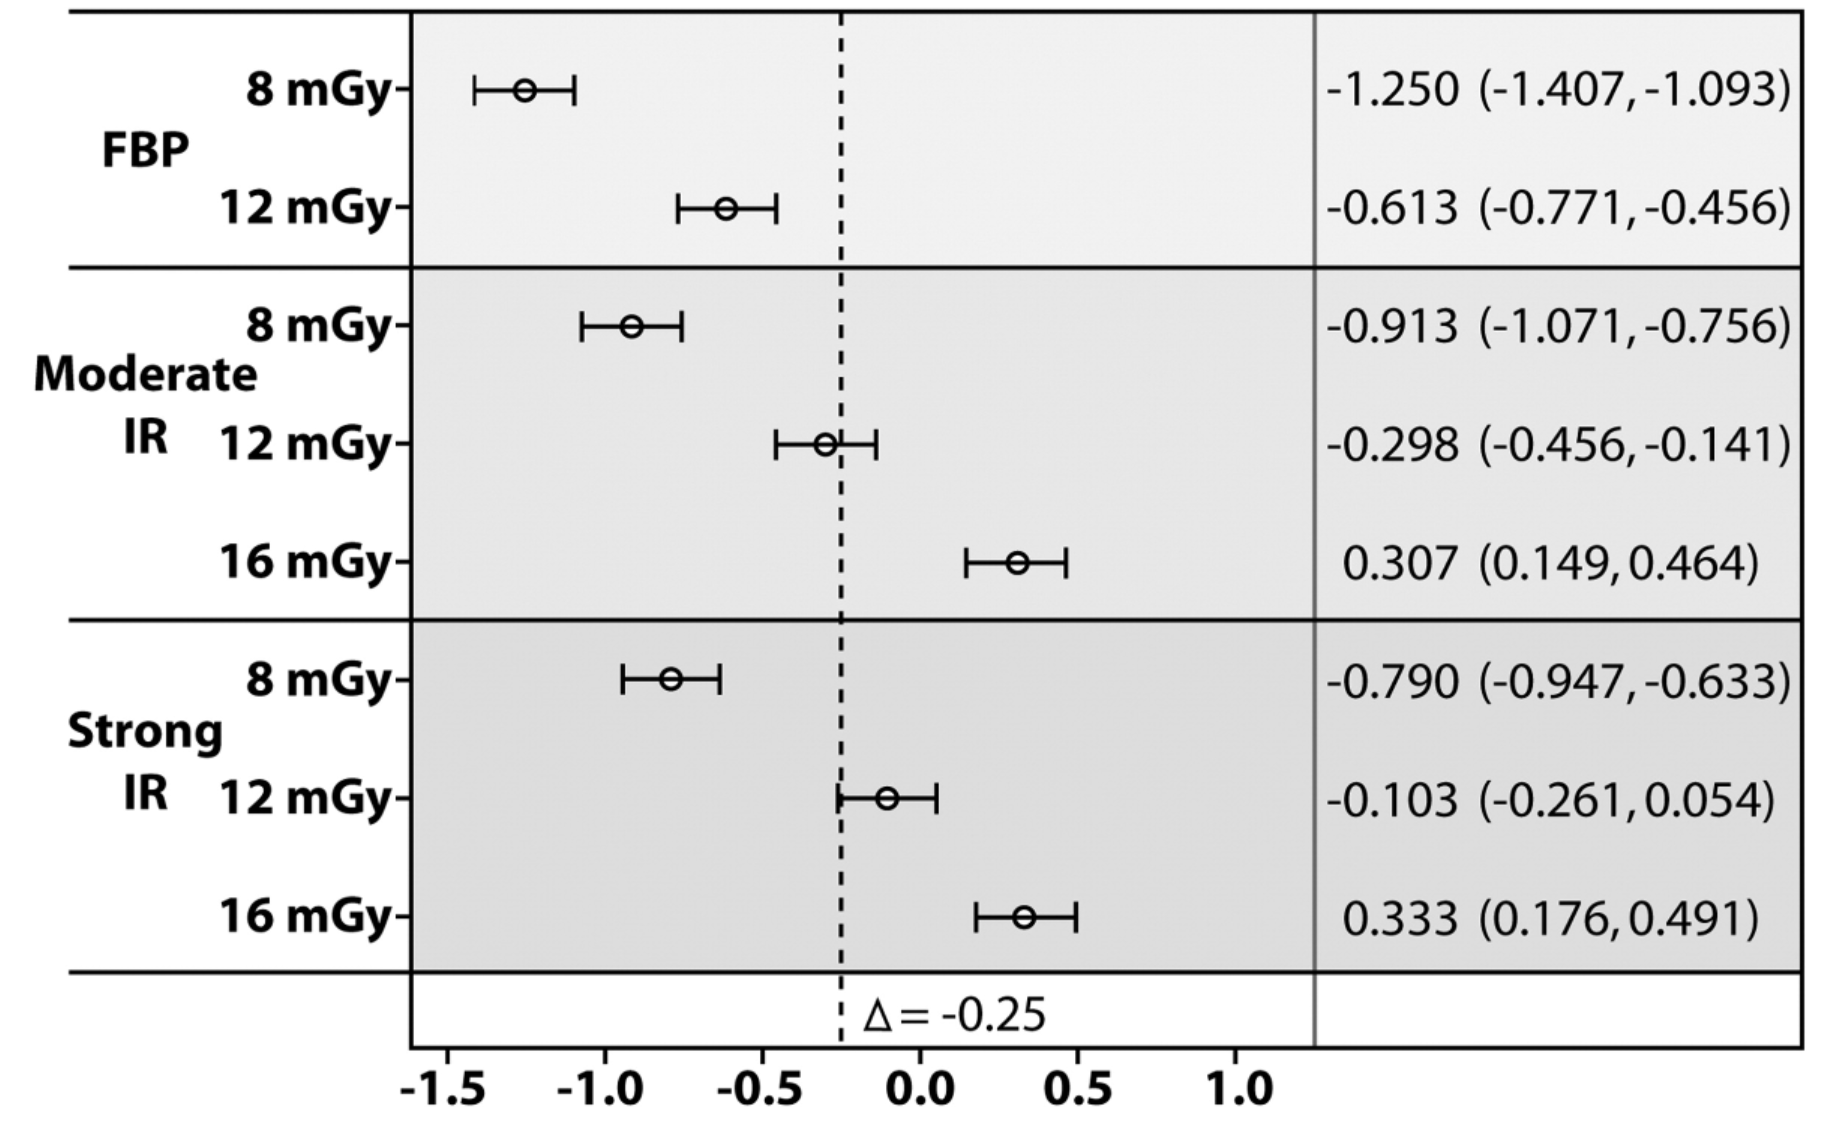 8 mGy -1.250 (-1.407, -1.093)
FBP
12 mGy -0.613 (-0.771, -0.456)
8 mGy -0.913 (-1.071, -0.756)
Moderate
IR 12 mGy -0.298 (-0.456, -0.141)
16 mGy 0.307 (0.149, 0.464)
8 mGy -0.790 (-0.947, -0.633)
Strong
IR 12 mGy -0.103 (-0.261, 0.054)
16 mGy 0.333 (0.176, 0.491)
Δ = -0.25
-1.5 -1.0 -0.5 0.0 0.5 1.0